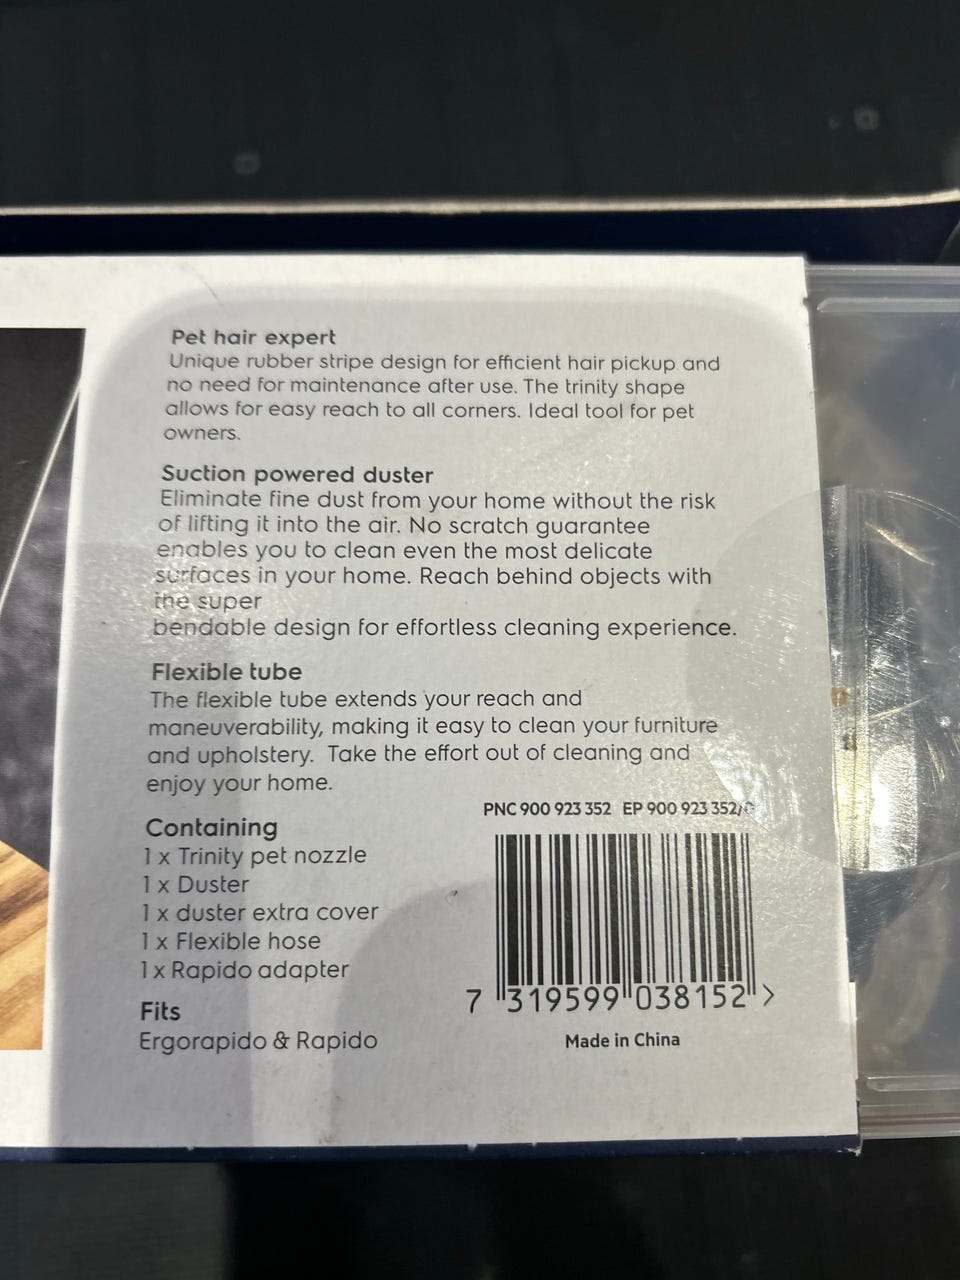 Pet hair expert
Unique rubber stripe design for efficient hair pickup and
no need for maintenance after use. The trinity shape
allows for easy reach to all corners. Ideal tool for pet
owners.
Suction powered duster
Eliminate fine dust from your home without the risk
of lifting it into the air. No scratch guarantee
enables you to clean even the most delicate
surfaces in your home. Reach behind objects with
the super
bendable design for effortless cleaning experience.
Flexible tube
The flexible tube extends your reach and
maneuverability, making it easy to clean your furniture
and upholstery. Take the effort out of cleaning and
enjoy your home.
PNC 900 923 352 EP 900 923 352/
Containing
1 x Trinity pet nozzle
1 x Duster
1 x duster extra cover
1 x Flexible hose
1 x Rapido adapter
Fits
Ergorapido & Rapido
7 319599 038152 >
Made in China